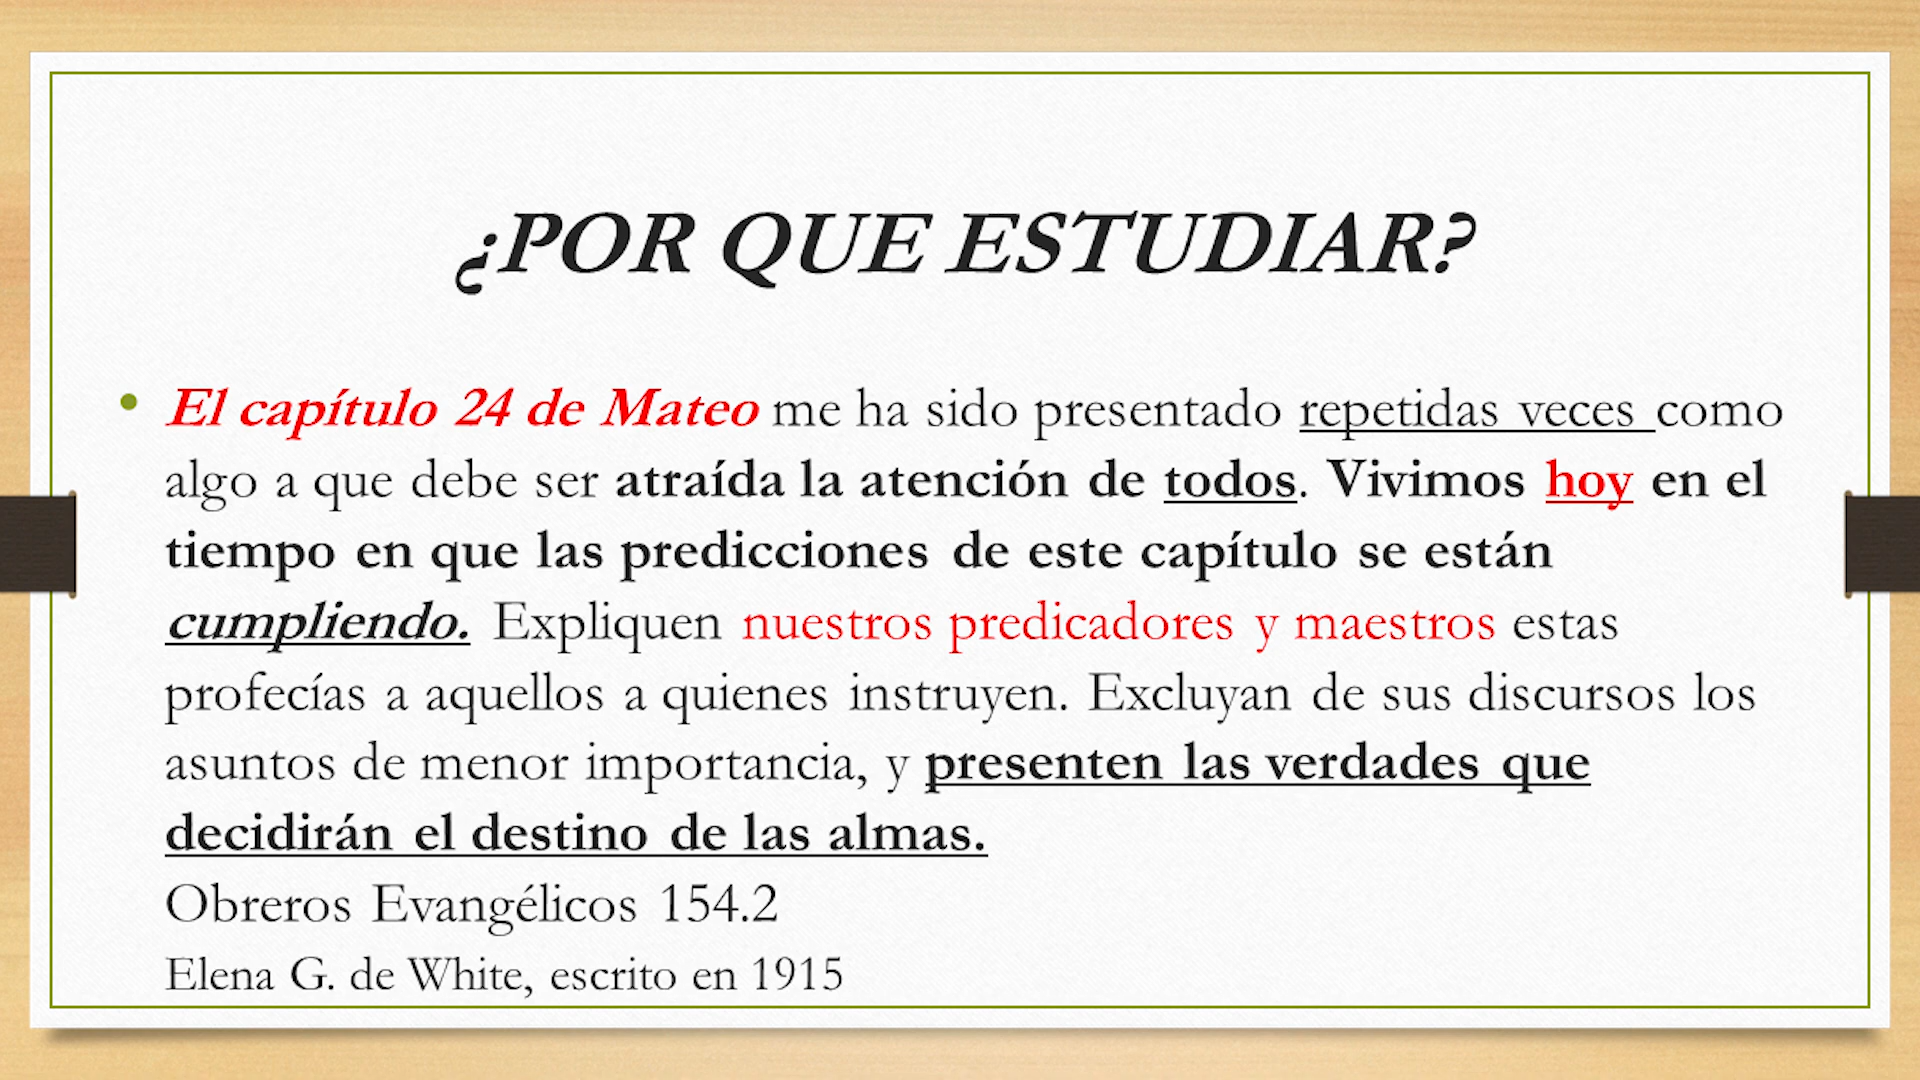 ¿POR QUE ESTUDIAR?
• El capítulo 24 de Mateo me ha sido presentado repetidas veces como
algo a que debe ser atraída la atención de todos. Vivimos hoy en el
tiempo en que las predicciones de este capítulo se están
cumpliendo. Expliquen nuestros predicadores y maestros estas
profecías a aquellos a quienes instruyen. Excluyan de sus discursos los
asuntos de menor importancia, y presenten las verdades que
decidirán el destino de las almas.
Obreros Evangélicos 154.2
Elena G. de White, escrito en 1915